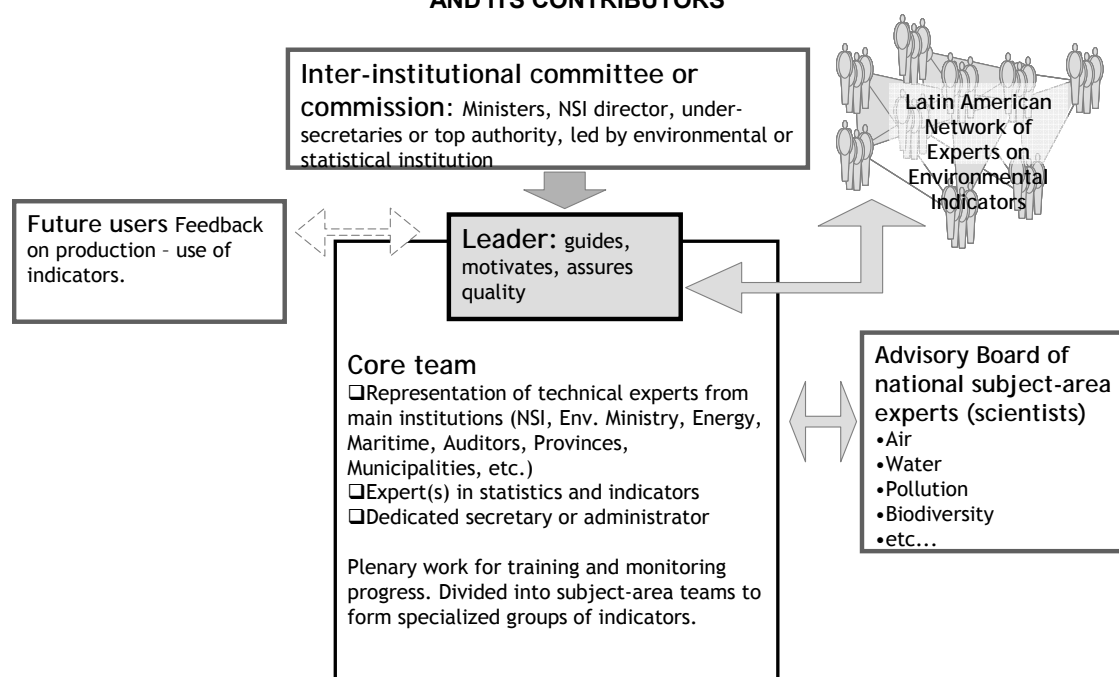 AND ITS CONTRIBUTORS
Inter-institutional committee or
commission: Ministers, NSI director, under-
secretaries or top authority, led by environmental or
statistical institution
Latin American
Network of
Experts on
Environmental
Indicators
Future users Feedback
on production – use of
indicators.
Leader: guides,
motivates, assures
quality
Core team
❑Representation of technical experts from
main institutions (NSI, Env. Ministry, Energy,
Maritime, Auditors, Provinces,
Municipalities, etc.)
❑Expert(s) in statistics and indicators
❑Dedicated secretary or administrator
Plenary work for training and monitoring
progress. Divided into subject-area teams to
form specialized groups of indicators.
Advisory Board of
national subject-area
experts (scientists)
•Air
•Water
•Pollution
•Biodiversity
•etc...